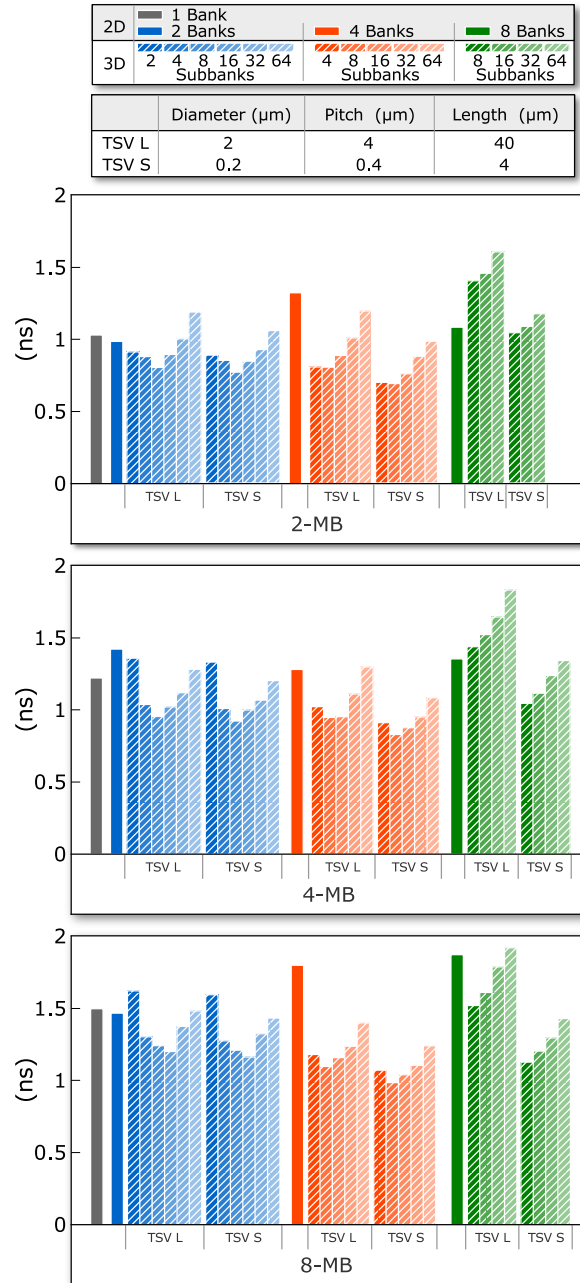 2D 1 Bank
2 Banks 4 Banks 8 Banks
3D 2 4 8 16 32 64 4 8 16 32 64 8 16 32 64
Subbanks Subbanks Subbanks
Diameter (µm) Pitch (µm) Length (µm)
TSV L 2 4 40
TSV S 0.2 0.4 4
2
1.5
1
0.5
0
(ns)
TSV L TSV S TSV L TSV S TSV L TSV S
2-MB
2
1.5
1
0.5
0
(ns)
TSV L TSV S TSV L TSV S TSV L TSV S
4-MB
2
1.5
1
0.5
0
(ns)
TSV L TSV S TSV L TSV S TSV L TSV S
8-MB